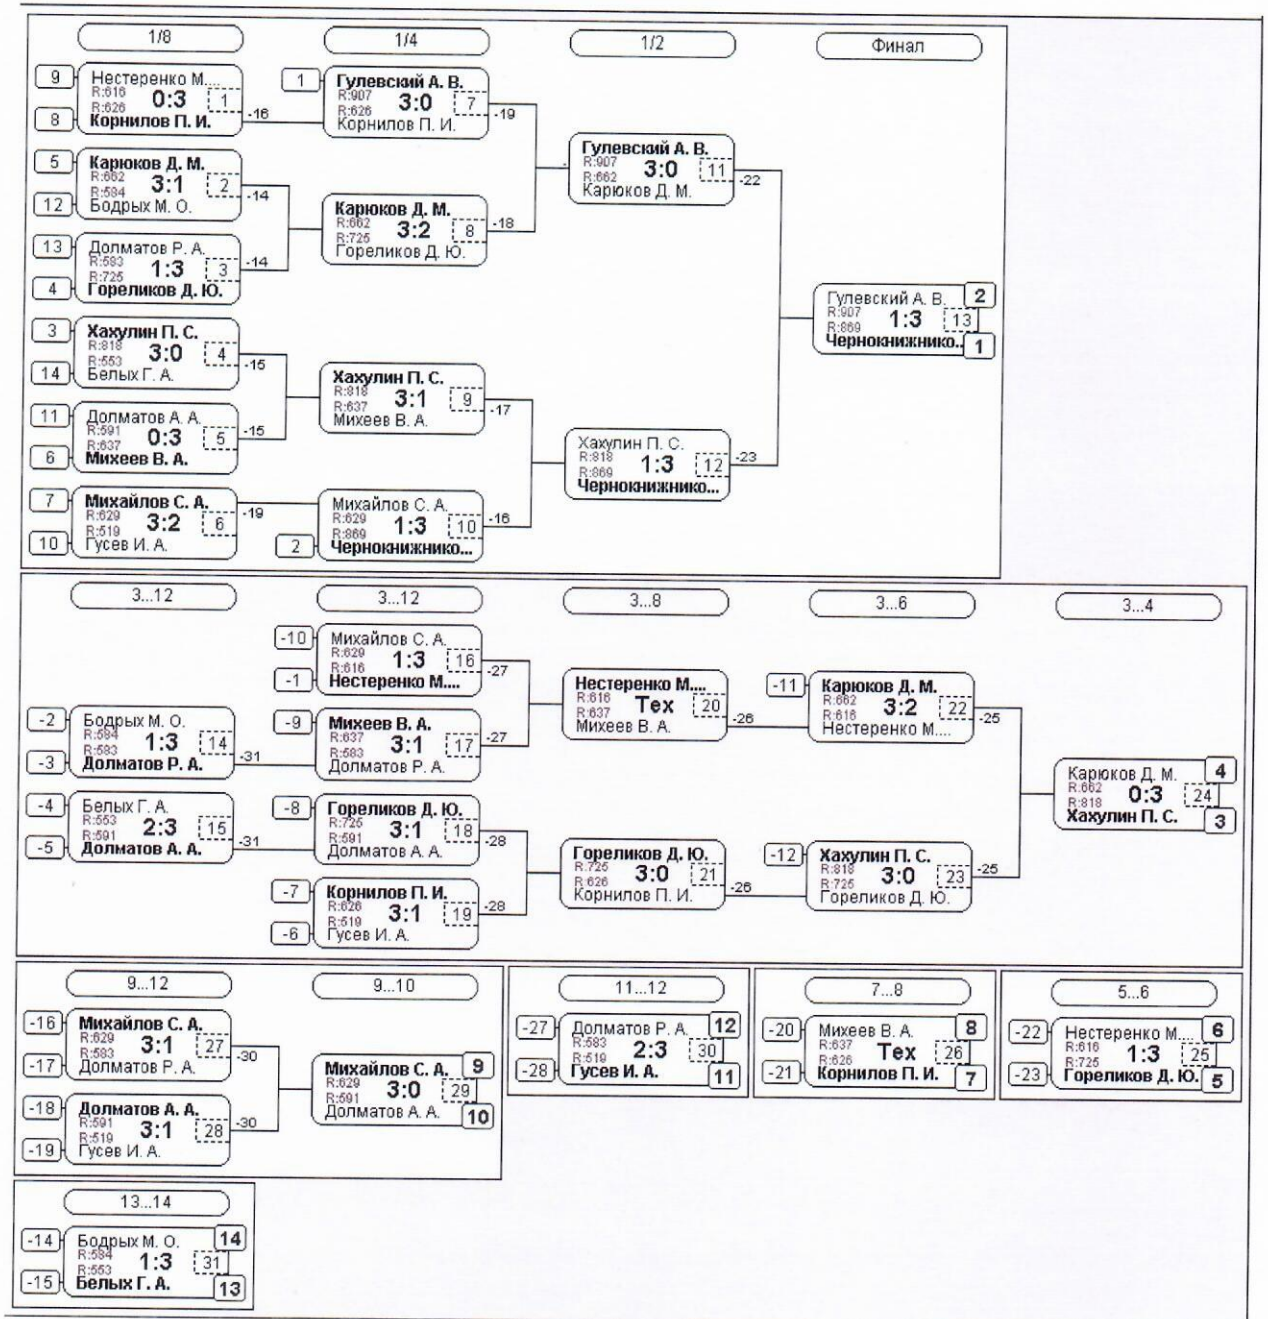 1/8
1/4
1/2
Финал
9
Нестеренко М....
R:616
0:3
1
R:626
8
Корнилов П. И.
-16
5
Карюков Д. М.
R:662
3:1
2
R:584
12
Бодрых М. О.
-14
13
Долматов Р. А.
R:583
1:3
3
R:725
4
Гореликов Д. Ю.
-14
3
Хахулин П. С.
R:818
3:0
4
R:553
14
Белых Г. А.
-15
11
Долматов А. А.
R:591
0:3
5
R:637
6
Михеев В. А.
-15
7
Михайлов С. А.
R:629
3:2
6
R:519
10
Гусев И. А.
-19
1
Гулевский А. В.
R:907
3:0
7
R:626
Корнилов П. И.
-19
Карюков Д. М.
R:662
3:2
8
R:725
Гореликов Д. Ю.
-18
Хахулин П. С.
R:818
3:1
9
R:637
Михеев В. А.
-17
Михайлов С. А.
R:629
1:3
10
R:869
2
Чернокнижнико...
-16
Гулевский А. В.
R:907
3:0
11
R:662
Карюков Д. М.
-22
Хахулин П. С.
R:818
1:3
12
R:869
Чернокнижнико...
-23
Гулевский А. В.
2
R:907
1:3
13
R:869
Чернокнижнико...
1
3...12
3...12
3...8
3...6
3...4
-2
Бодрых М. О.
R:584
1:3
14
R:583
-3
Долматов Р. А.
-31
-4
Белых Г. А.
R:553
2:3
15
R:591
-5
Долматов А. А.
-31
-10
Михайлов С. А.
R:629
1:3
16
R:616
-1
Нестеренко М....
-27
-9
Михеев В. А.
R:637
3:1
17
R:583
Долматов Р. А.
-27
-8
Гореликов Д. Ю.
R:725
3:1
18
R:591
Долматов А. А.
-28
-7
Корнилов П. И.
R:626
3:1
19
R:519
-6
Гусев И. А.
-28
Нестеренко М....
R:616
Тех
20
R:637
Михеев В. А.
-26
Гореликов Д. Ю.
R:725
3:0
21
R:626
Корнилов П. И.
-26
-11
Карюков Д. М.
R:662
3:2
22
R:616
Нестеренко М....
-25
-12
Хахулин П. С.
R:818
3:0
23
R:725
Гореликов Д. Ю.
-25
Карюков Д. М.
4
R:662
0:3
24
R:818
Хахулин П. С.
3
9...12
9...10
-16
Михайлов С. А.
R:629
3:1
27
R:583
-17
Долматов Р. А.
-30
-18
Долматов А. А.
R:591
3:1
28
R:519
-19
Гусев И. А.
-30
Михайлов С. А.
9
R:629
3:0
29
R:591
Долматов А. А.
10
11...12
-27
Долматов Р. А.
12
R:583
2:3
30
R:519
-28
Гусев И. А.
11
7...8
-20
Михеев В. А.
8
R:637
Тех
26
R:626
-21
Корнилов П. И.
7
5...6
-22
Нестеренко М....
6
R:616
1:3
25
R:725
-23
Гореликов Д. Ю.
5
13...14
-14
Бодрых М. О.
14
R:584
1:3
31
R:553
-15
Белых Г. А.
13